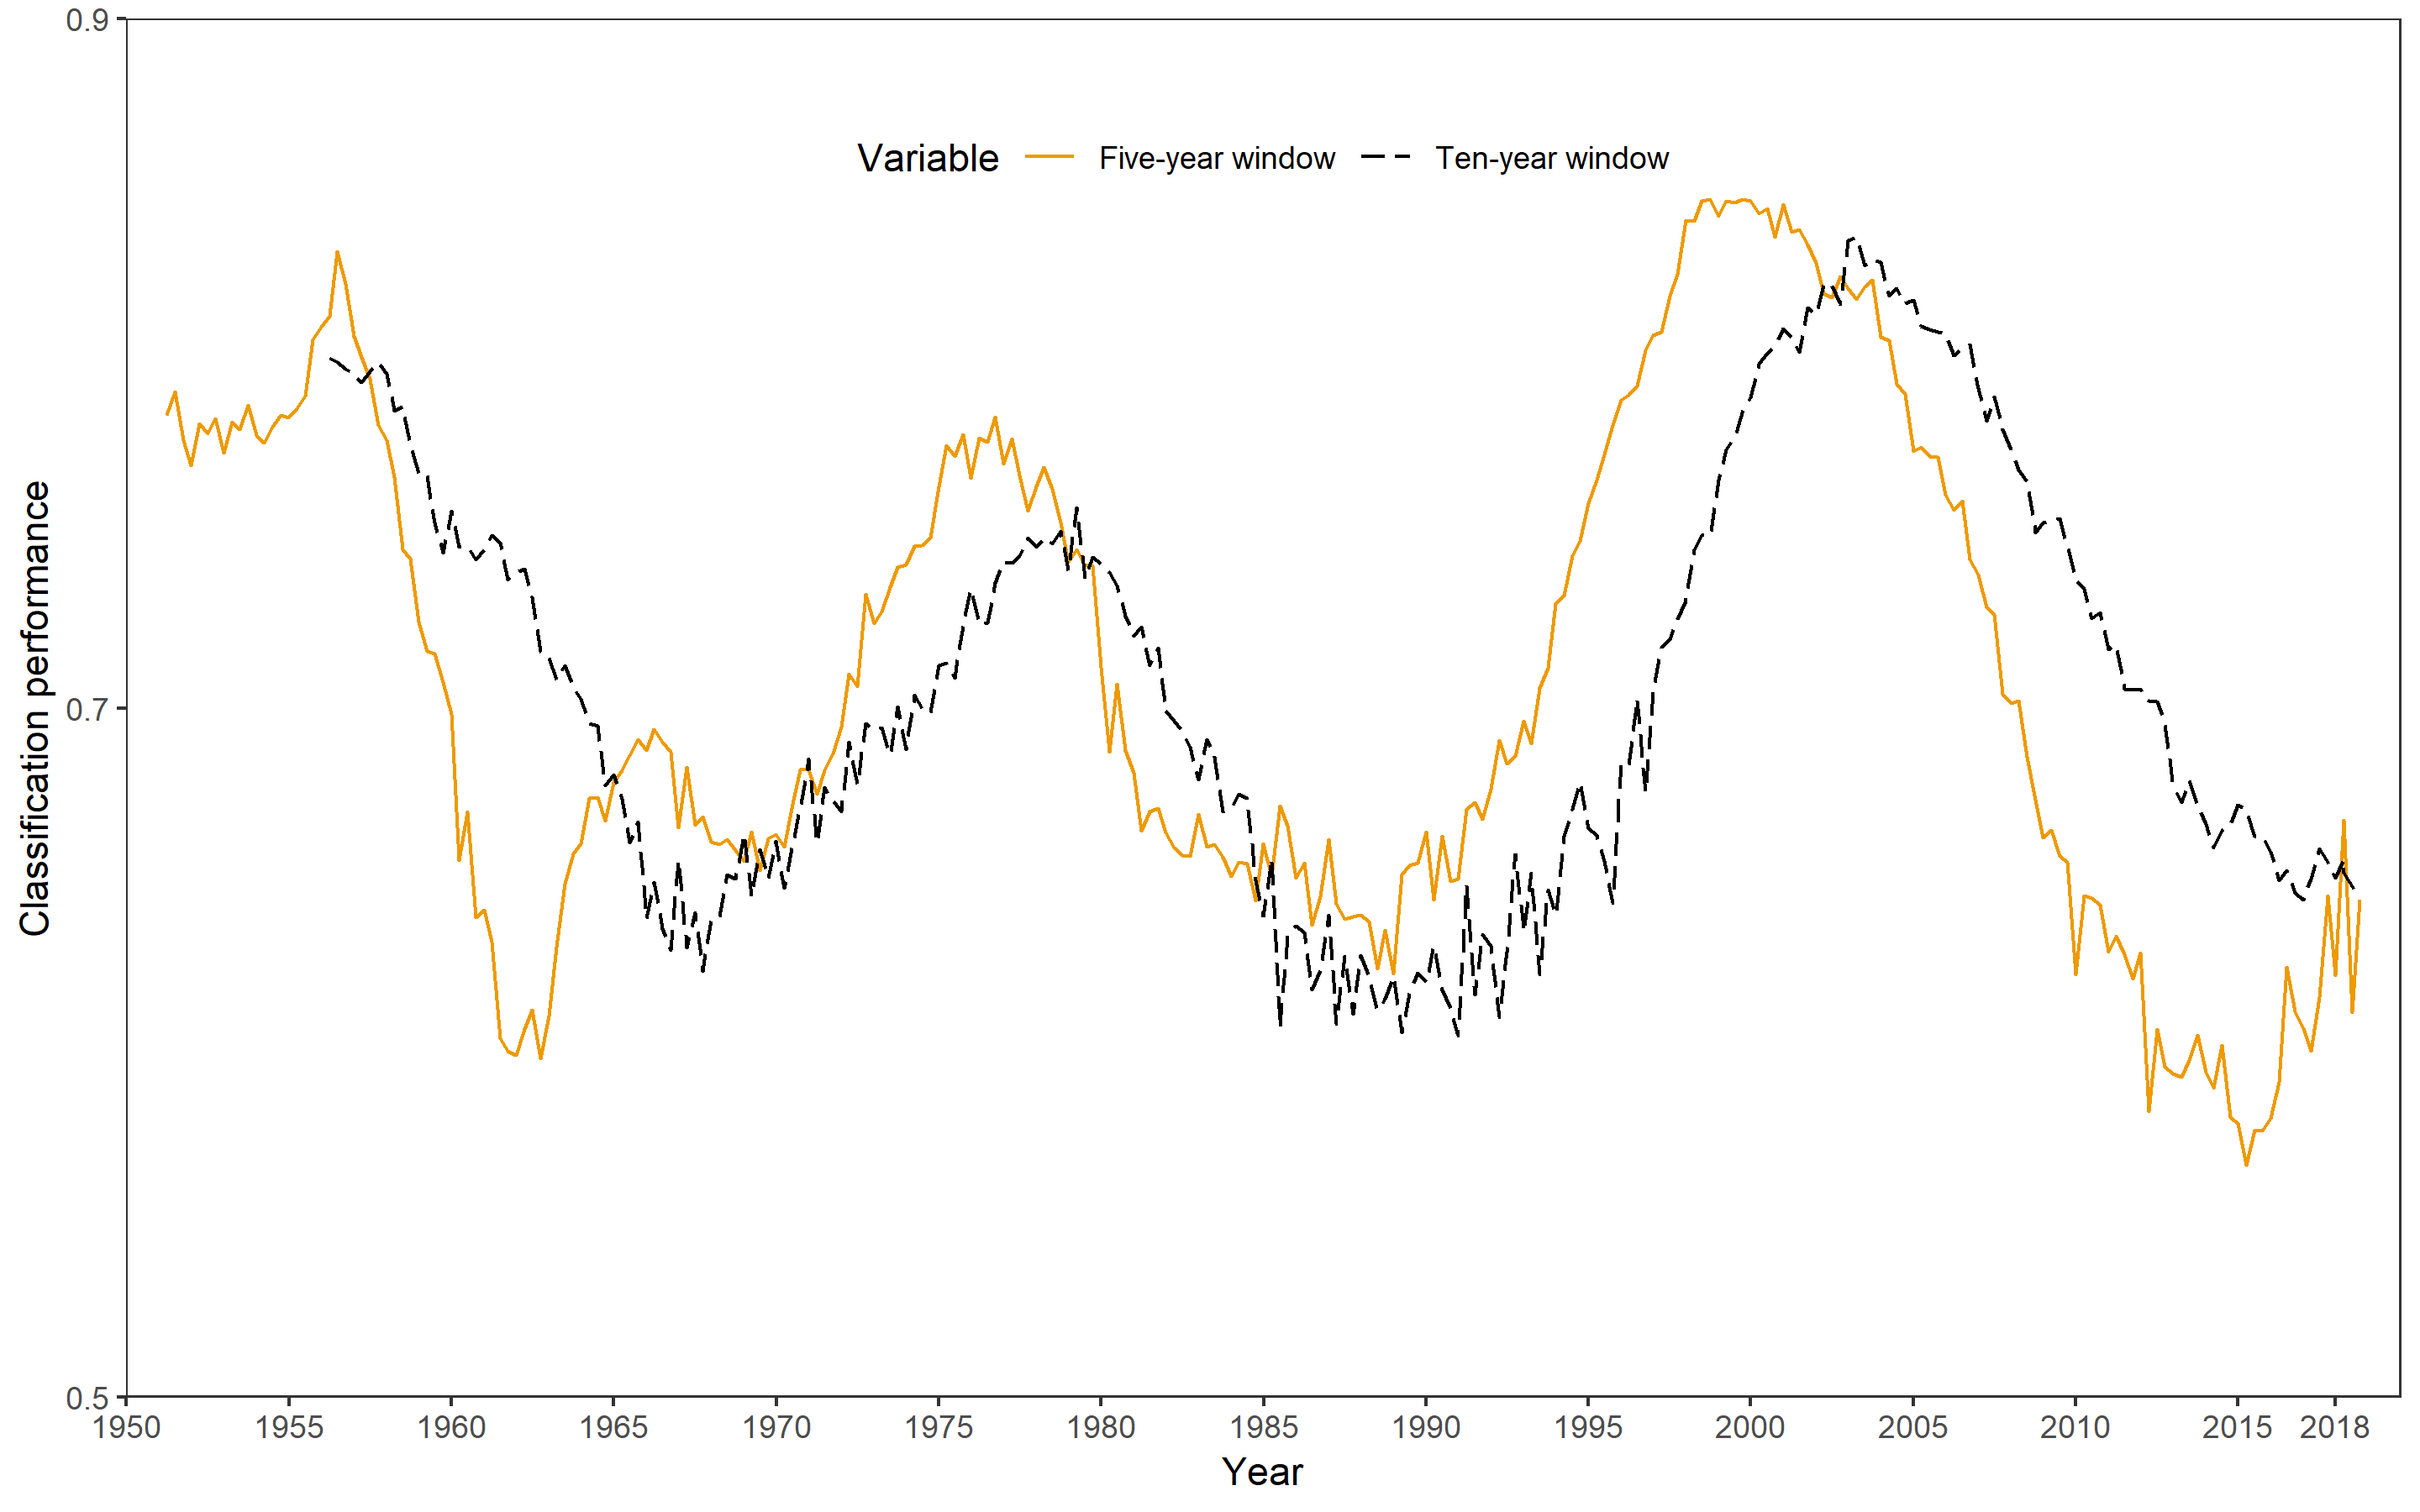 0.9
Variable Five-year window Ten-year window
Classification performance
0.7
0.5
1950 1955 1960 1965 1970 1975 1980 1985 1990 1995 2000 2005 2010 2015 2018
Year